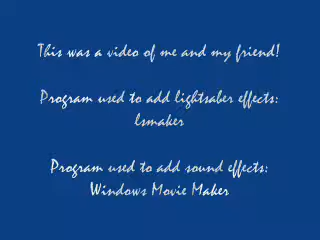 This was a video of me and my friend!
Program used to add lightsaber effects:
lsmaker
Program used to add sound effects:
Windows Movie Maker